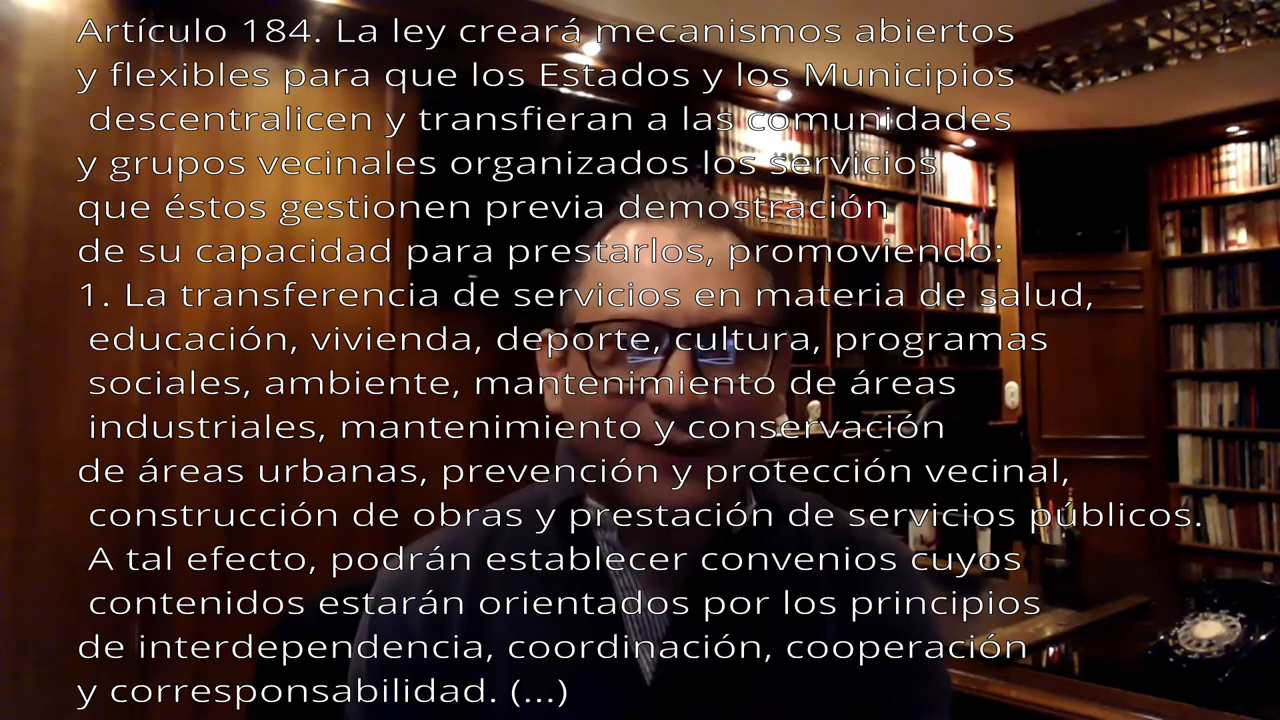 Artículo 184. La ley creará mecanismos abiertos
y flexibles para que los Estados y los Municipios
descentralicen y transfieran a las comunidades
y grupos vecinales organizados los servicios
que éstos gestionen previa demostración
de su capacidad para prestarlos, promoviendo:
1. La transferencia de servicios en materia de salud,
educación, vivienda, deporte, cultura, programas
sociales, ambiente, mantenimiento de áreas
industriales, mantenimiento y conservación
de áreas urbanas, prevención y protección vecinal,
construcción de obras y prestación de servicios públicos.
A tal efecto, podrán establecer convenios cuyos
contenidos estarán orientados por los principios
de interdependencia, coordinación, cooperación
y corresponsabilidad. (...)